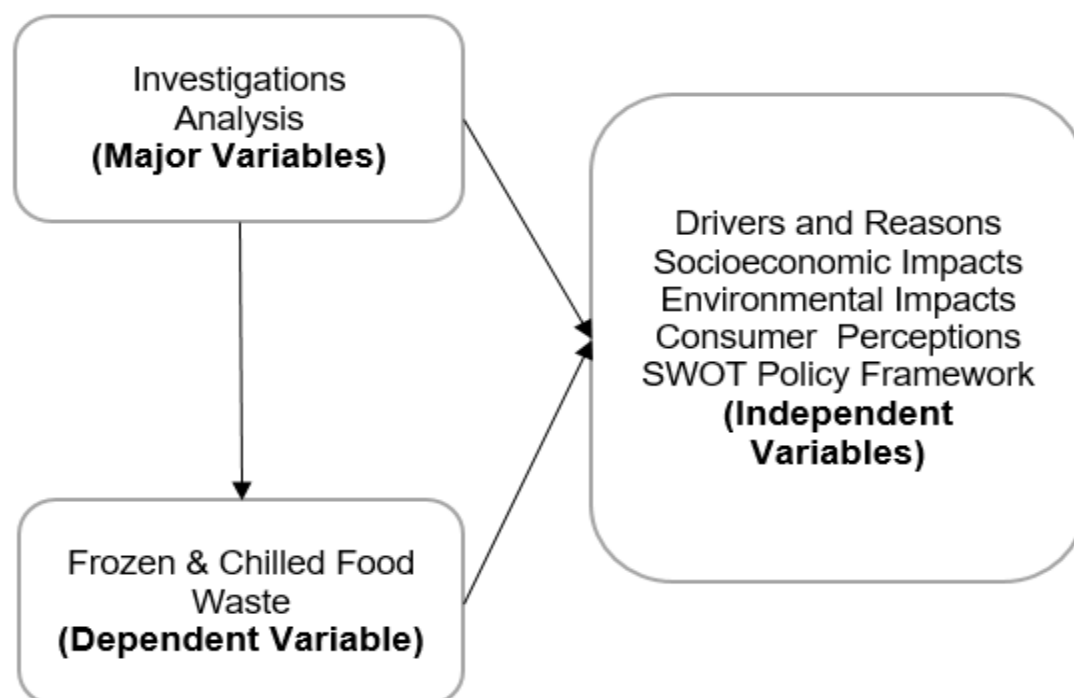 Investigations
Analysis
(Major Variables)
Drivers and Reasons
Socioeconomic Impacts
Environmental Impacts
Consumer  Perceptions
SWOT Policy Framework
(Independent
Variables)
Frozen & Chilled Food
Waste
(Dependent Variable)